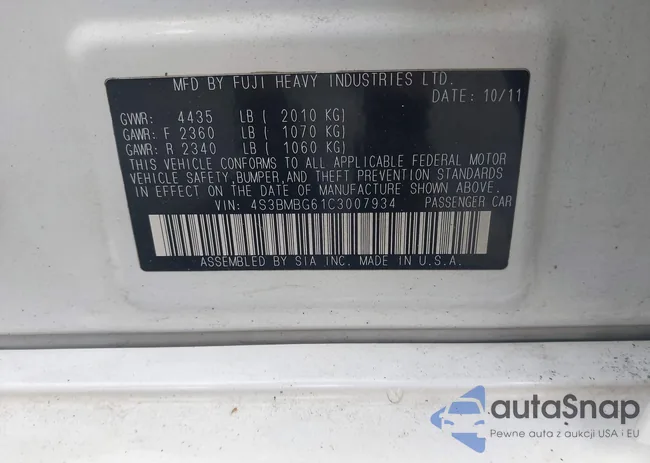 MFD BY FUJI HEAVY INDUSTRIES LTD.
DATE: 10/11
GVWR: 4435 LB ( 2010 KG)
GAWR: F 2360 LB ( 1070 KG)
GAWR: R 2340 LB ( 1060 KG)
THIS VEHICLE CONFORMS TO ALL APPLICABLE FEDERAL MOTOR
VEHICLE SAFETY,BUMPER,AND THEFT PREVENTION STANDARDS
IN EFFECT ON THE DATE OF MANUFACTURE SHOWN ABOVE.
VIN: 4S3BMBG61C3007934 PASSENGER CAR
ASSEMBLED BY SIA INC. MADE IN U.S.A.
autaSnap
Pewne auta z aukcji USA i EU